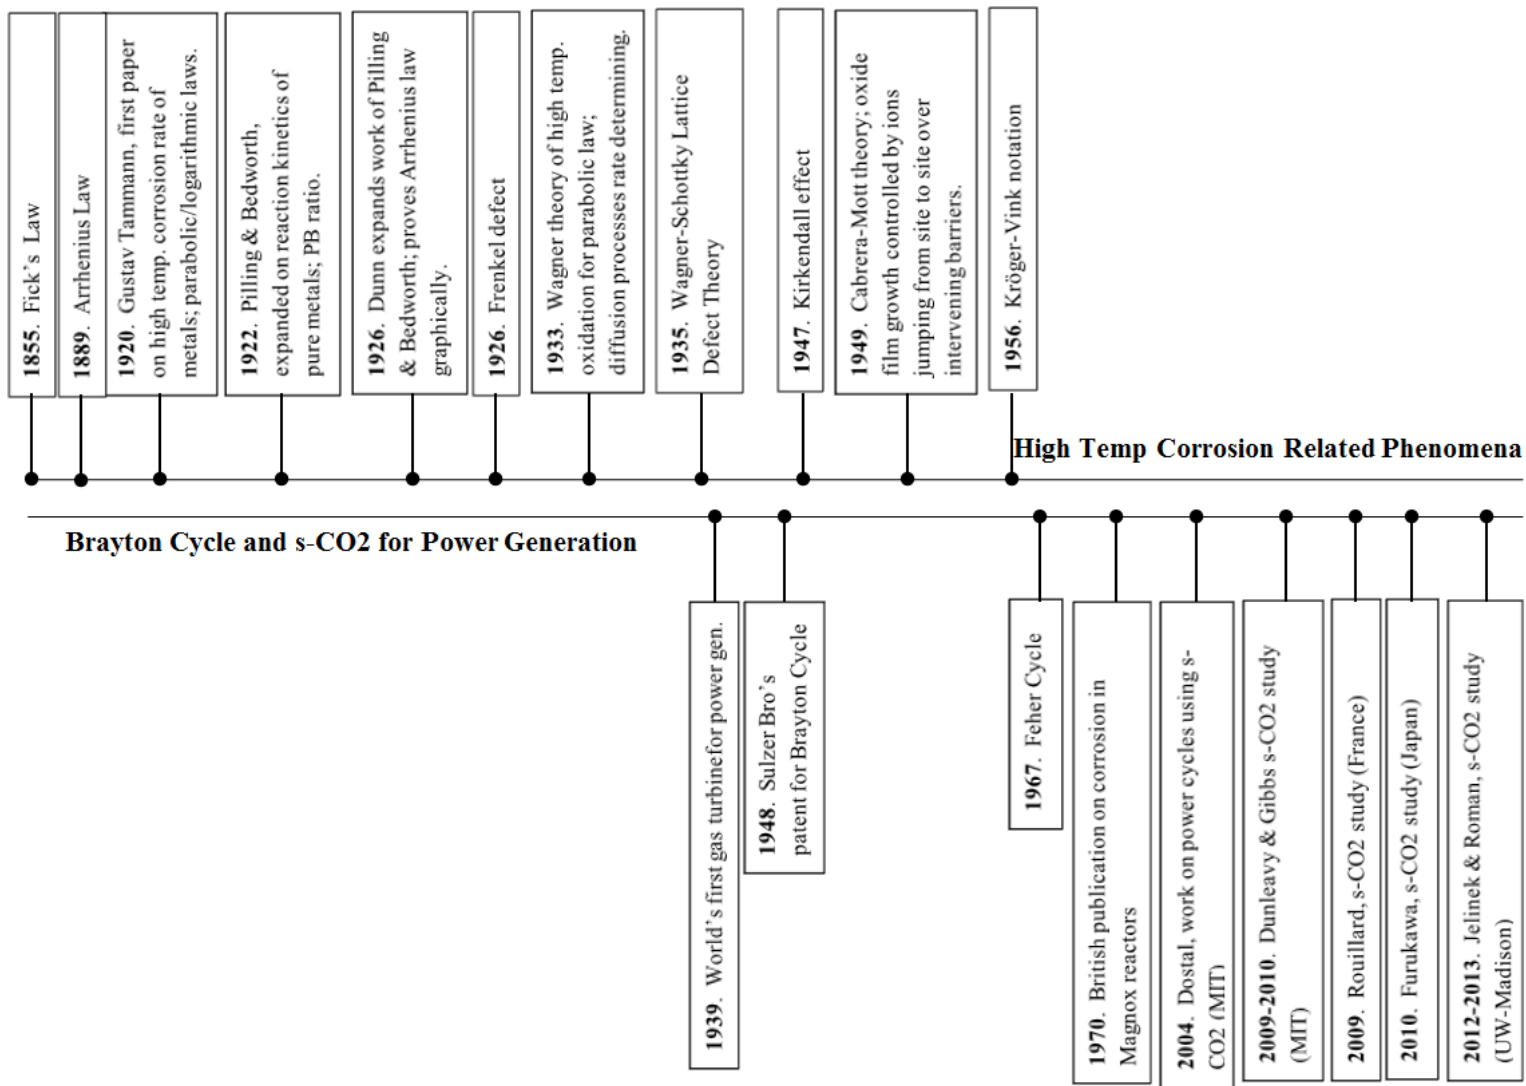 1855. Fick's Law
1889. Arrhenius Law
1920. Gustav Tammann, first paper
on high temp. corrosion rate of
metals; parabolic/logarithmic laws.
1922. Pilling & Bedworth,
expanded on reaction kinetics of
pure metals; PB ratio.
1926. Dunn expands work of Pilling
& Bedworth; proves Arrhenius law
graphically.
1926. Frenkel defect
1933. Wagner theory of high temp.
oxidation for parabolic law;
diffusion processes rate determining.
1935. Wagner-Schottky Lattice
Defect Theory
1947. Kirkendall effect
1949. Cabrera-Mott theory; oxide
film growth controlled by ions
jumping from site to site over
intervening barriers.
1956. Kröger-Vink notation
High Temp Corrosion Related Phenomena
Brayton Cycle and s-CO2 for Power Generation
1939. World's first gas turbinefor power gen.
1948. Sulzer Bro's
patent for Brayton Cycle
1967. Feher Cycle
1970. British publication on corrosion in
Magnox reactors
2004. Dostal, work on power cycles using s-
CO2 (MIT)
2009-2010. Dunleavy & Gibbs s-CO2 study
(MIT)
2009. Rouillard, s-CO2 study (France)
2010. Furukawa, s-CO2 study (Japan)
2012-2013. Jelinek & Roman, s-CO2 study
(UW-Madison)